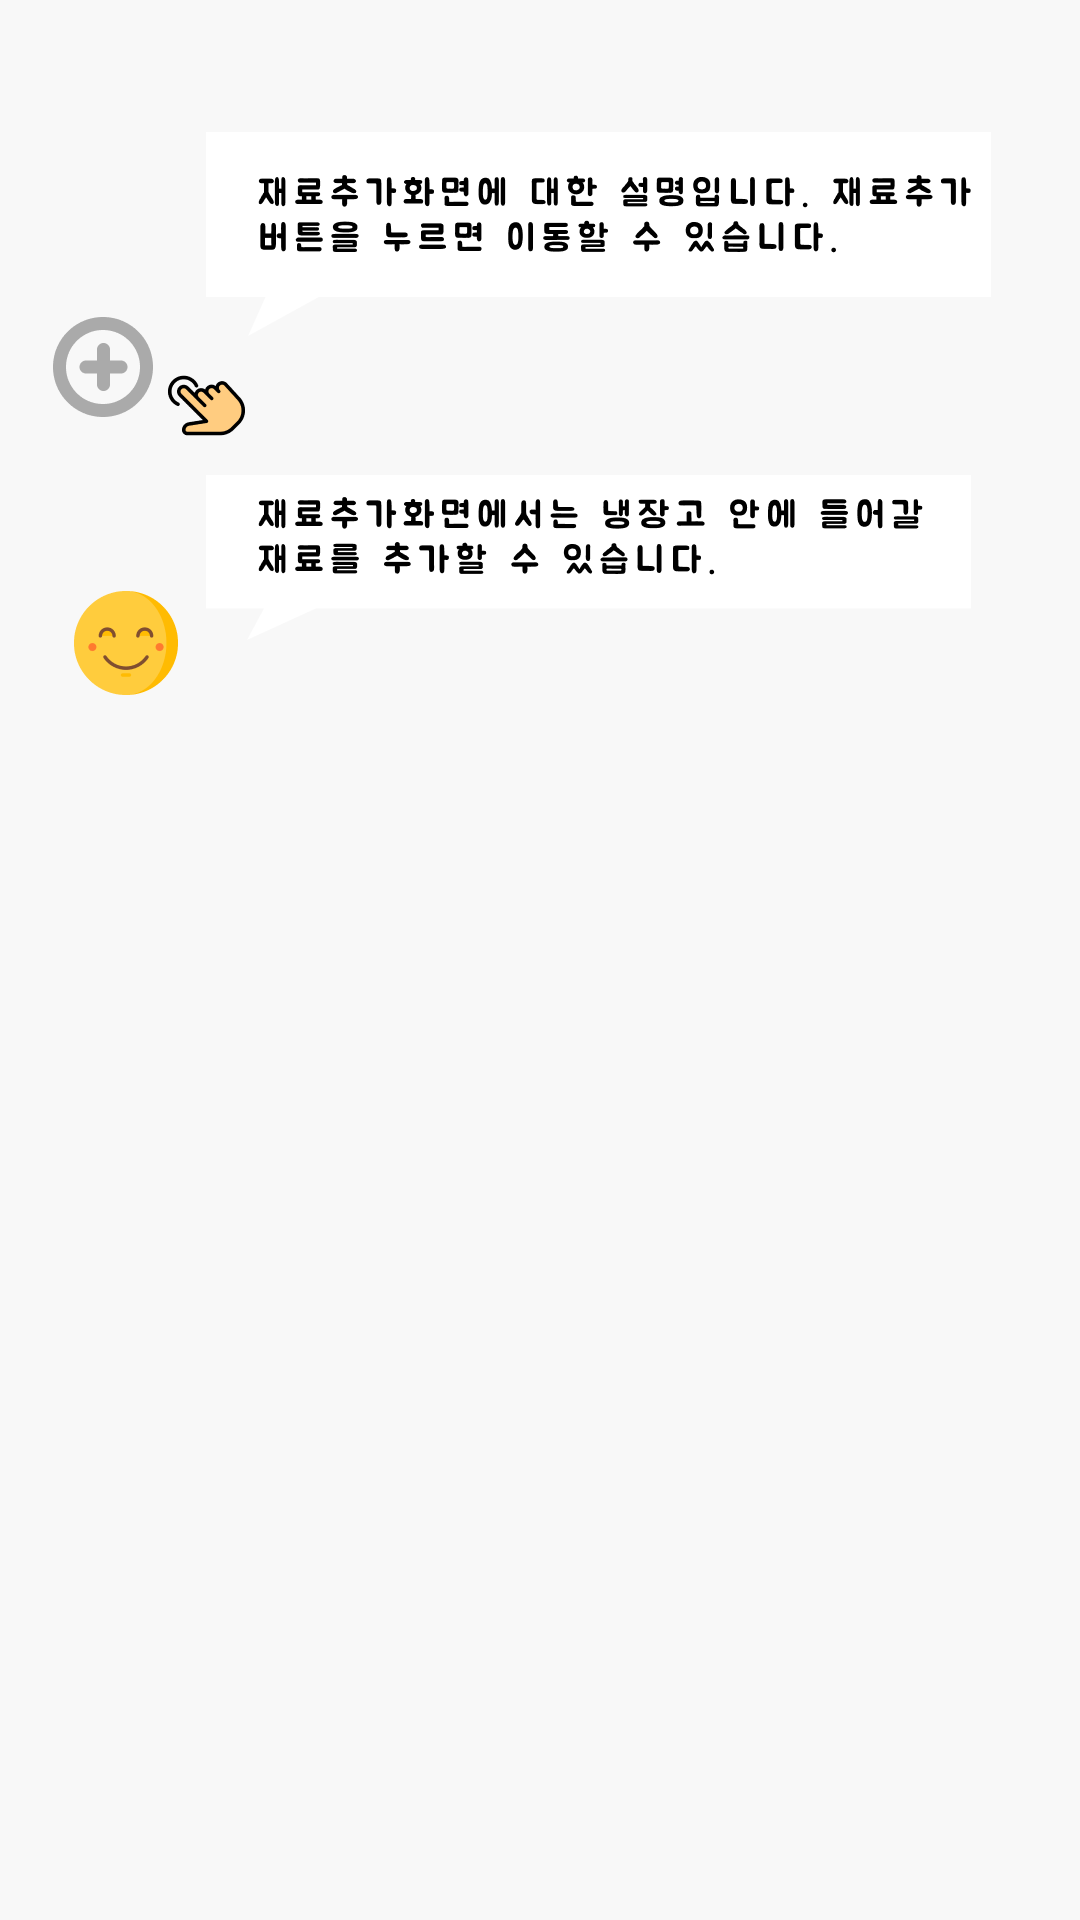 재료추가화면에 대한 설명입니다. 재료추가
버튼을 누르면 이동할 수 있습니다.
재료추가화면에서는 냉장고 안에 들어갈
재료를 추가할 수 있습니다.